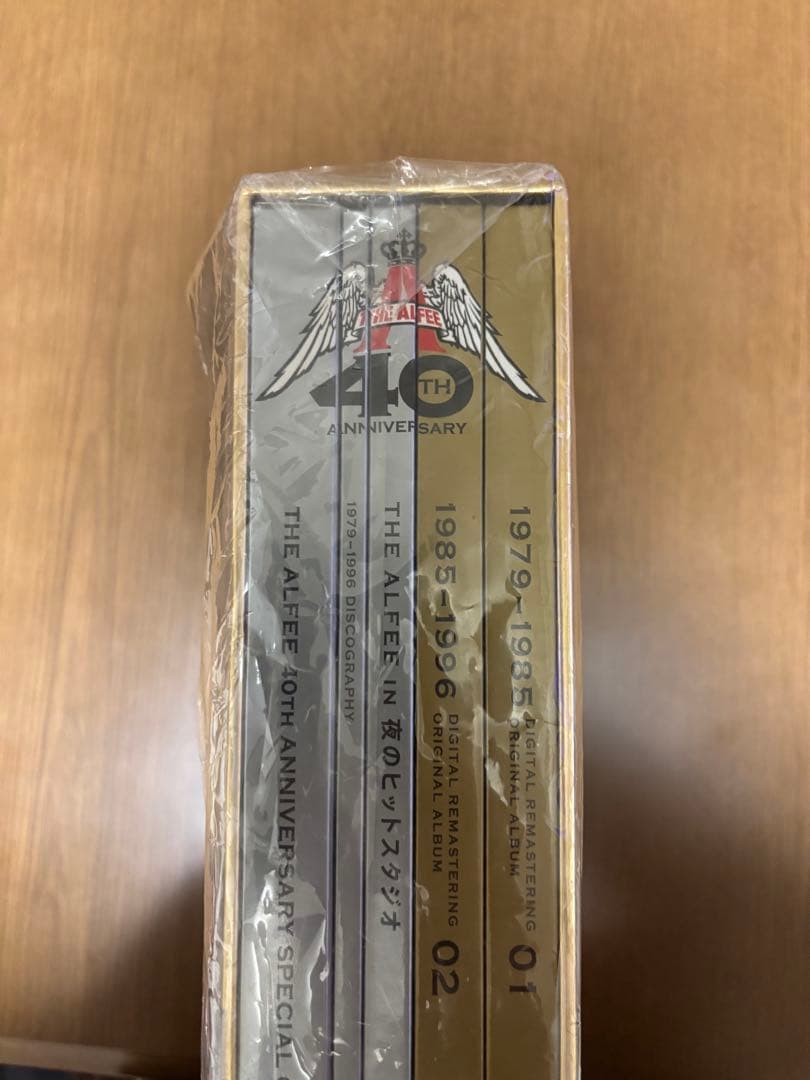 A
THE ALFEE
40TH
ANNIVERSARY
1979-1985 DIGITAL REMASTERING
ORIGINAL ALBUM 01
1985-1996 DIGITAL REMASTERING
ORIGINAL ALBUM 02
THE ALFEE IN 夜のヒットスタジオ
1979-1996 DISCOGRAPHY
THE ALFEE 40TH ANNIVERSARY SPECIAL